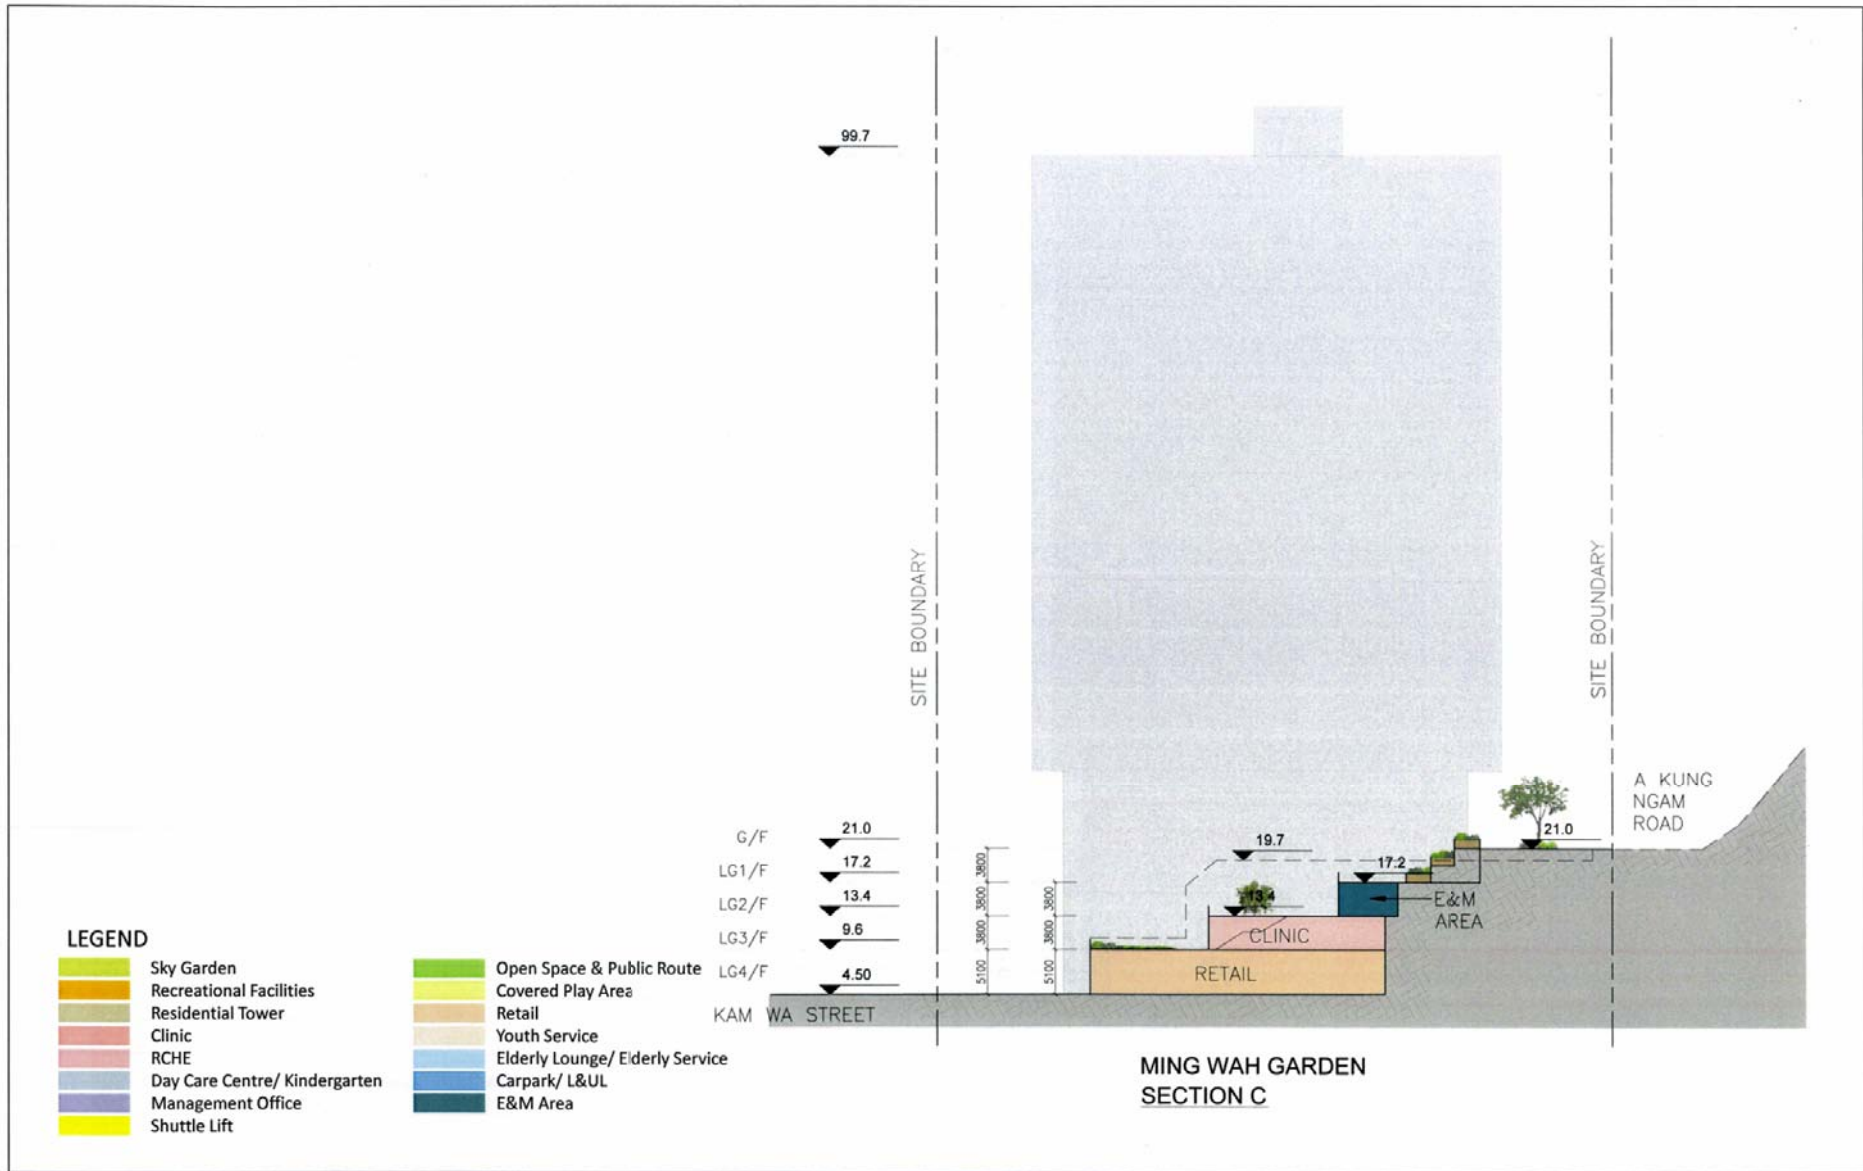 99.7
SITE BOUNDARY
SITE BOUNDARY
A KUNG
NGAM
ROAD
G/F 21.0
LG1/F 17.2
LG2/F 13.4
LG3/F 9.6
LG4/F 4.50
KAM WA STREET
3800
3800
3800
5100
3800
3800
5100
19.7
21.0
17.2
13.4
E&M
AREA
CLINIC
RETAIL
LEGEND
Sky Garden
Recreational Facilities
Residential Tower
Clinic
RCHE
Day Care Centre/ Kindergarten
Management Office
Shuttle Lift
Open Space & Public Route
Covered Play Area
Retail
Youth Service
Elderly Lounge/ Elderly Service
Carpark/ L&UL
E&M Area
MING WAH GARDEN
SECTION C